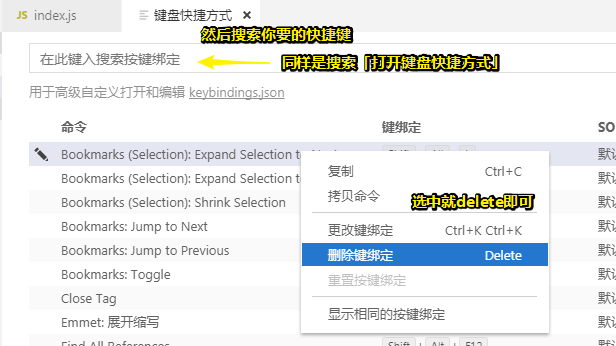 JS index.js
键盘快捷方式
然后搜索你要的快捷键
在此键入搜索按键绑定
同样是搜索「打开键盘快捷方式」
用于高级自定义打开和编辑 keybindings.json
命令 键绑定 SO
Bookmarks (Selection): Expand Selection to
Bookmarks (Selection): Expand Selection to
Bookmarks (Selection): Shrink Selection
Bookmarks: Jump to Next
Bookmarks: Jump to Previous
Bookmarks: Toggle
Close Tag
Emmet: 展开缩写
Find All References
复制 Ctrl+C
拷贝命令
选中就delete即可
更改键绑定 Ctrl+K Ctrl+K
删除键绑定 Delete
重置按键绑定
显示相同的按键绑定
Shift + Alt + F12
默认
默认
默认
默认
默认
默认
默认
默认